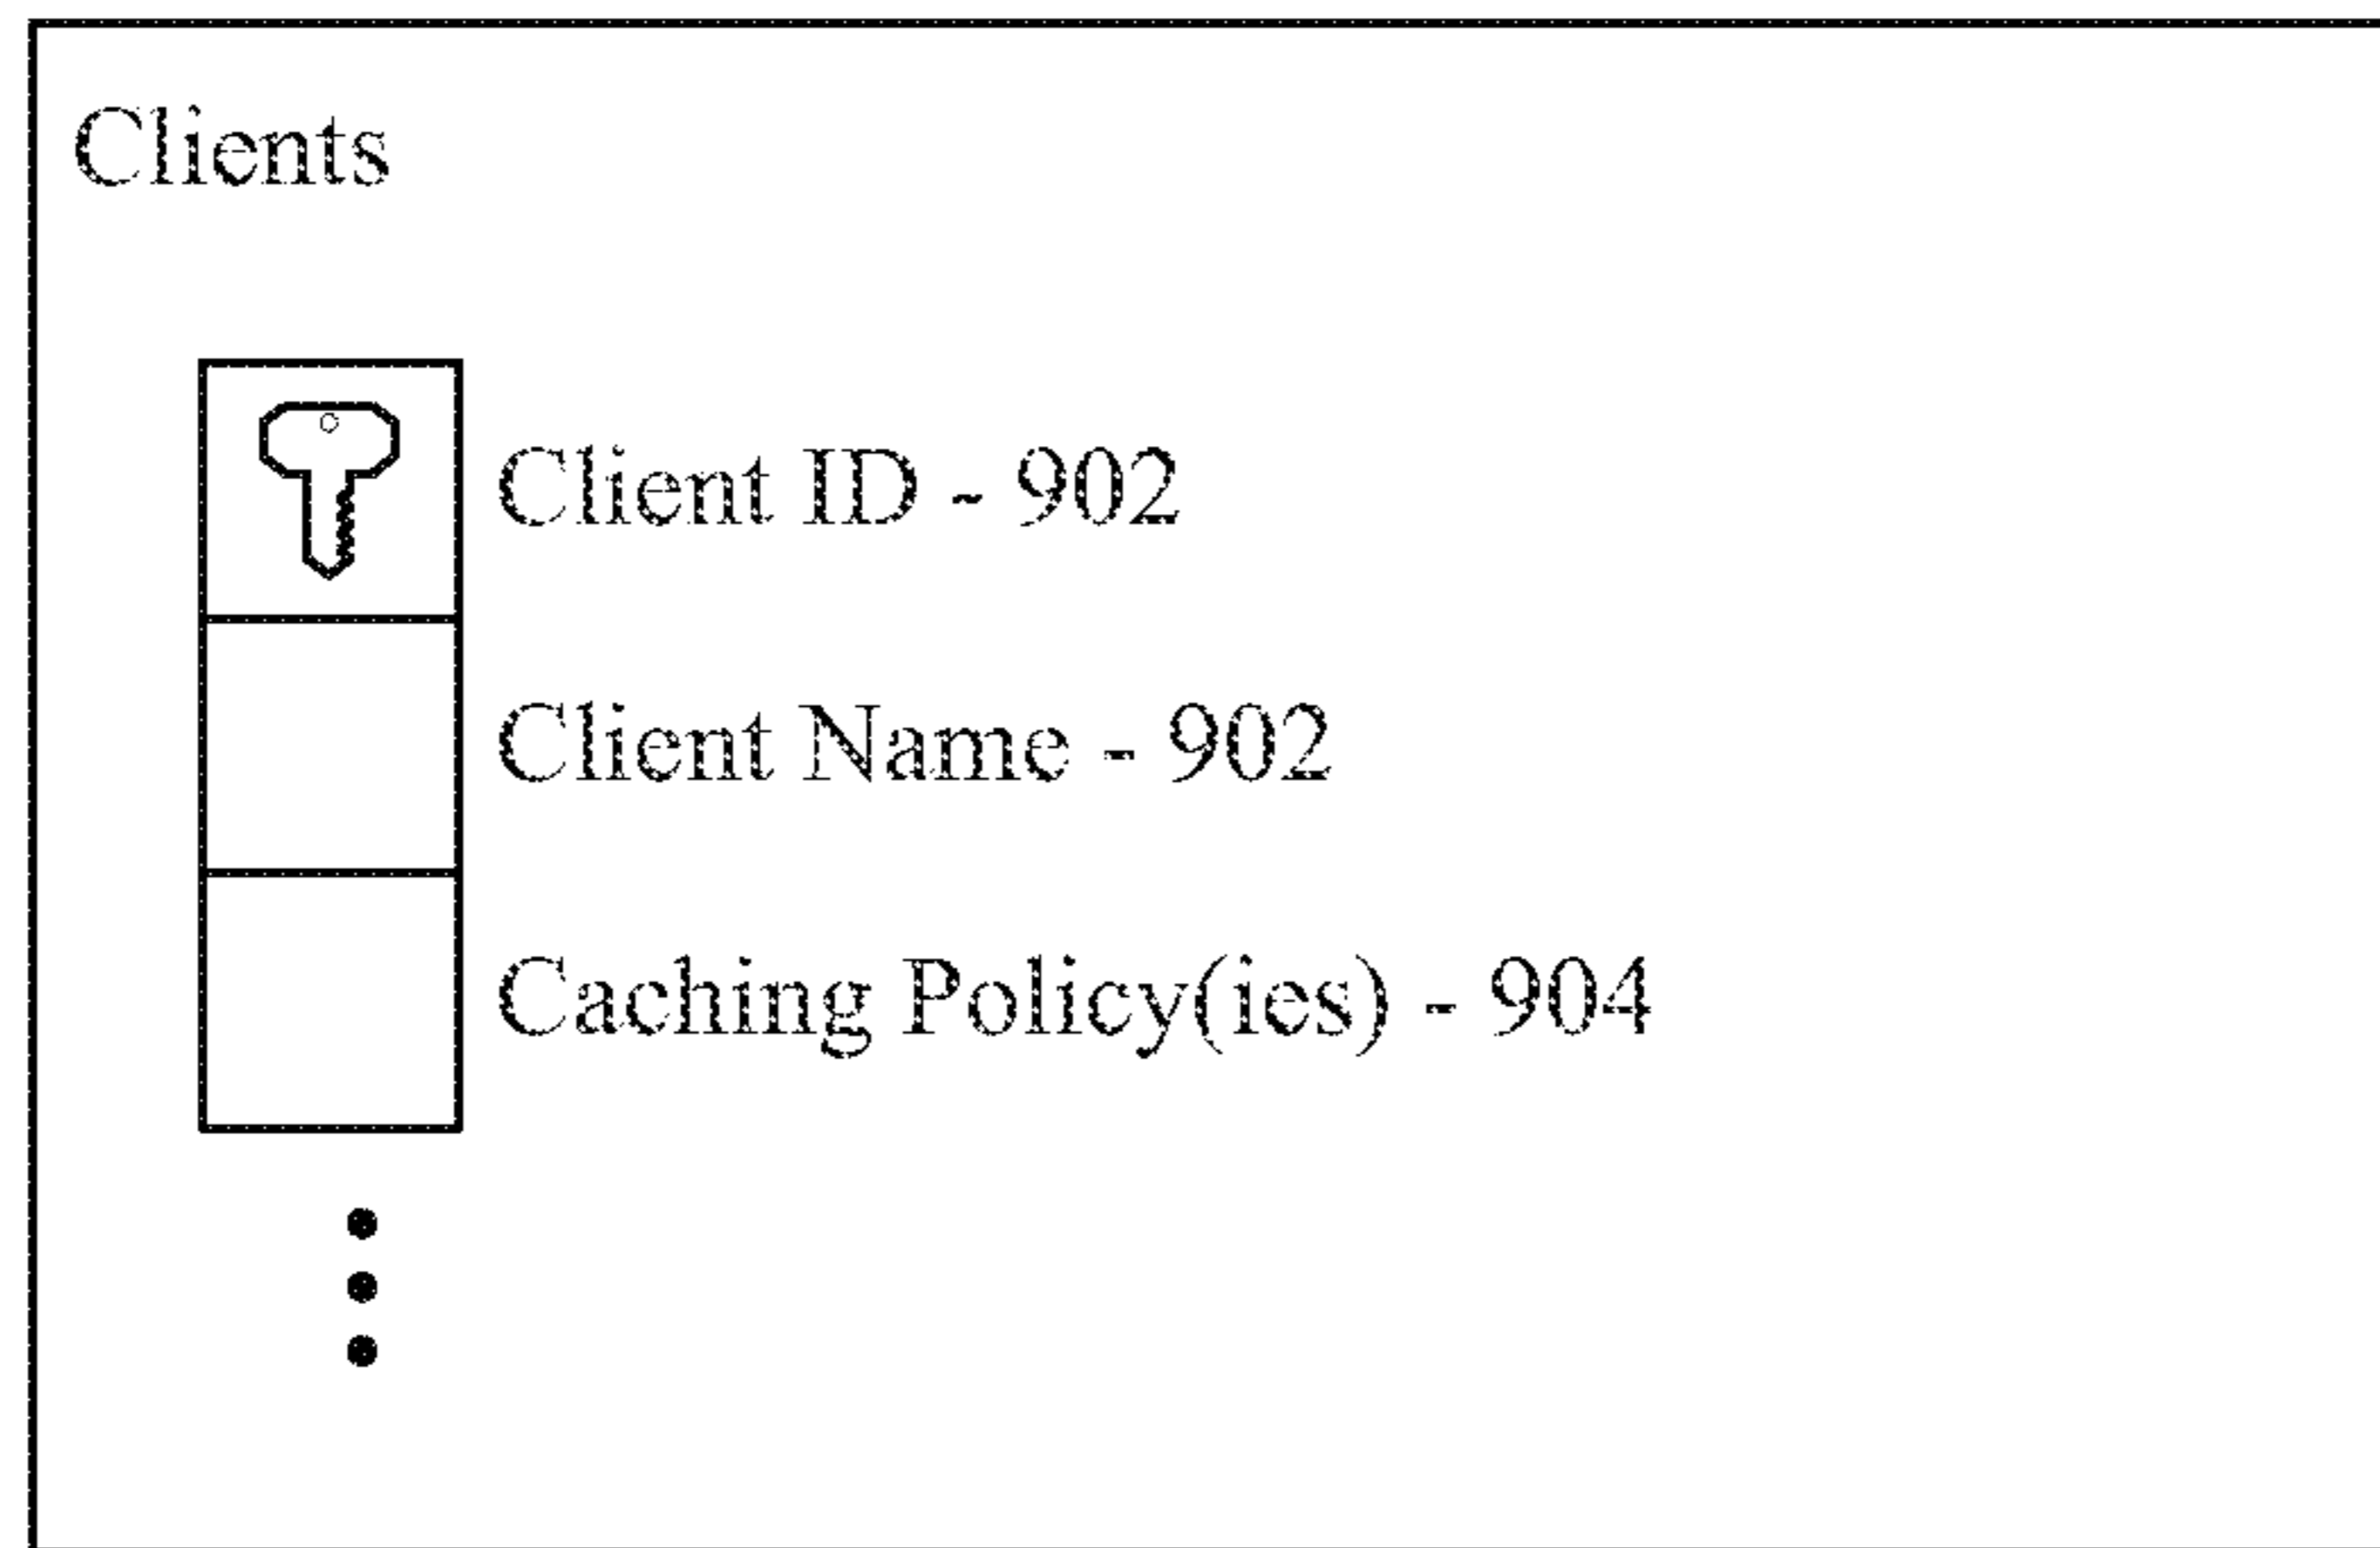 Clients
Client ID - 902
Client Name - 902
Caching Policy(ies) - 904